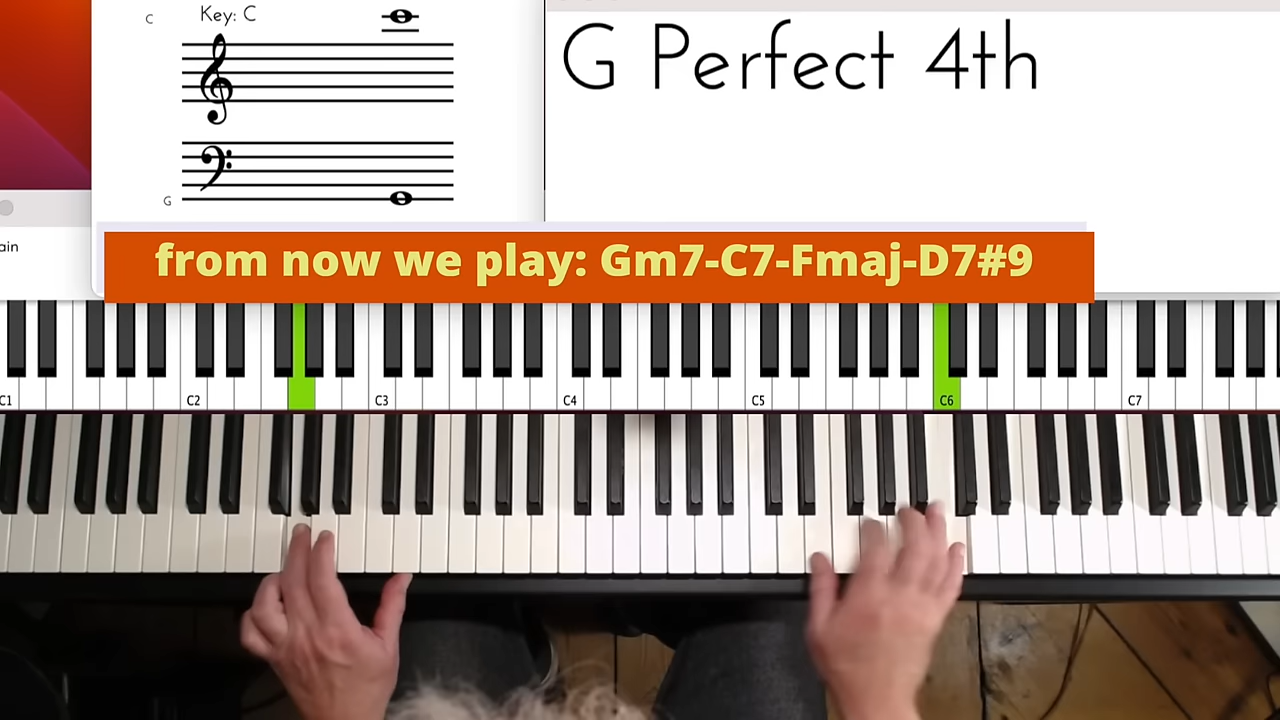 Key: C
C
G Perfect 4th
G
ain
from now we play: Gm7-C7-Fmaj-D7#9
C1 C2 C3 C4 C5 C6 C7